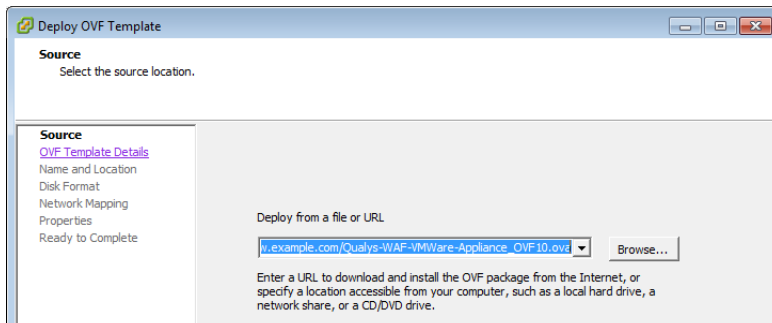 Deploy OVF Template
Source
Select the source location.
Source
OVF Template Details
Name and Location
Disk Format
Network Mapping
Properties
Ready to Complete
Deploy from a file or URL
w.example.com/Qualys-WAF-VMWare-Appliance_OVF10.ova
Browse...
Enter a URL to download and install the OVF package from the Internet, or
specify a location accessible from your computer, such as a local hard drive, a
network share, or a CD/DVD drive.